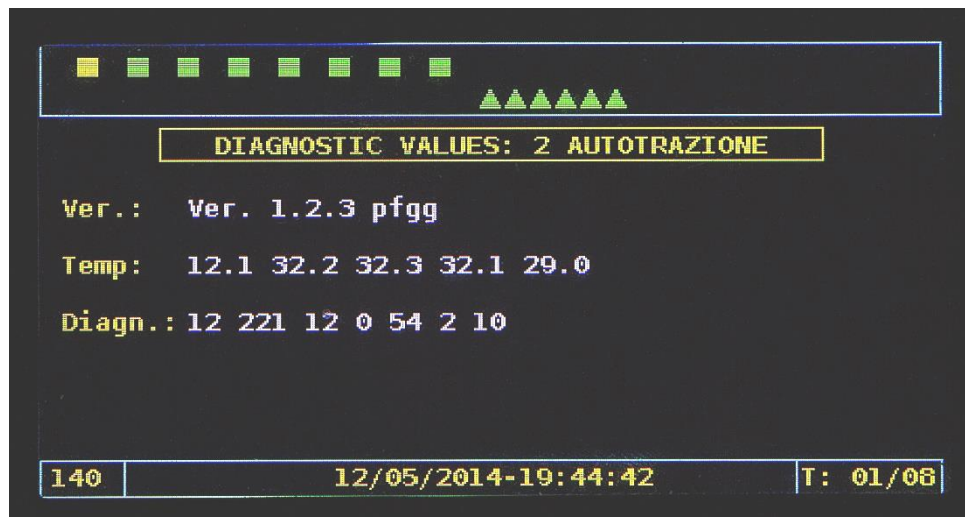 DIAGNOSTIC VALUES: 2 AUTOTRAZIONE
Ver.: Ver. 1.2.3 pfgg
Temp: 12.1 32.2 32.3 32.1 29.0
Diagn.: 12 221 12 0 54 2 10
140 12/05/2014-19:44:42 T: 01/08